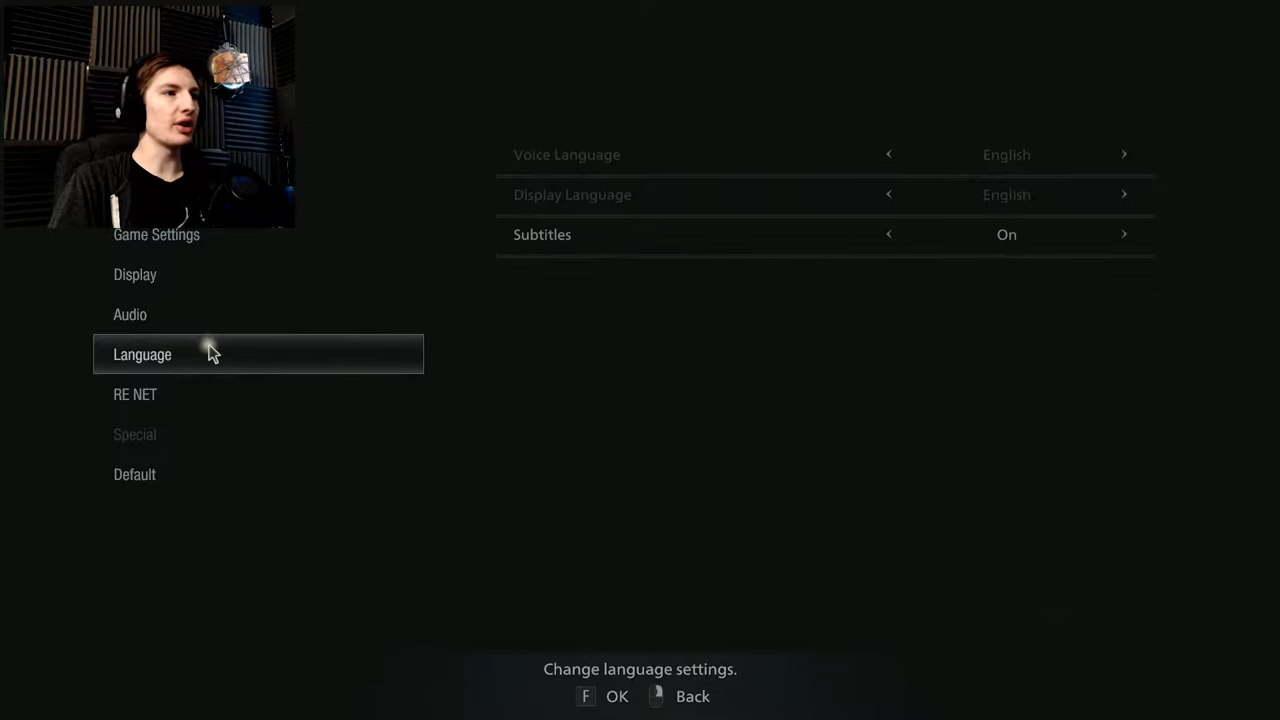 Game Settings
Display
Audio
Language
RE NET
Special
Default
Voice Language English
Display Language English
Subtitles On
Change language settings.
F OK Back